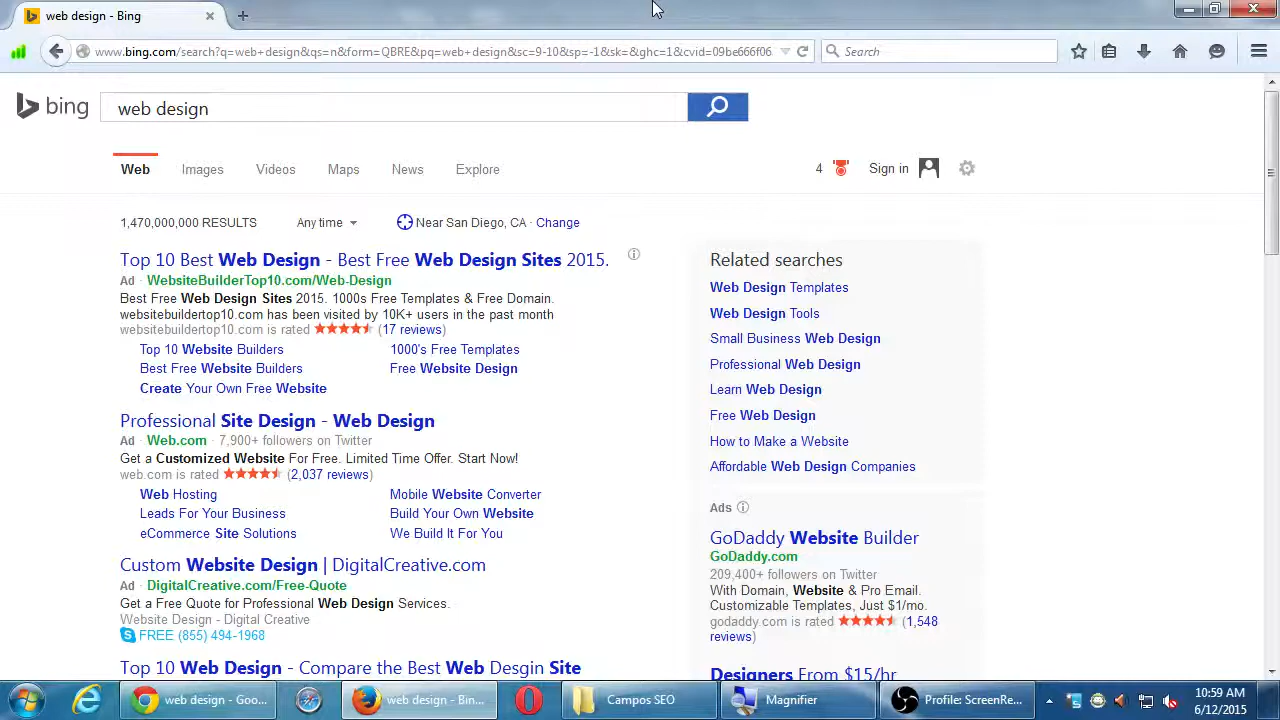 web design - Bing
www.bing.com/search?q=web+design&qs=n&form=QBRE&pq=web+design&sc=9-10&sp=-1&sk=&ghc=1&cvid=09be666f06
Search
bing
web design
Web Images Videos Maps News Explore
4 Sign in
1,470,000,000 RESULTS Any time Near San Diego, CA · Change
Top 10 Best Web Design - Best Free Web Design Sites 2015.
Ad · WebsiteBuilderTop10.com/Web-Design
Best Free Web Design Sites 2015. 1000s Free Templates & Free Domain.
websitebuildertop10.com has been visited by 10K+ users in the past month
websitebuildertop10.com is rated ★★★★★ (17 reviews)
Top 10 Website Builders 1000's Free Templates
Best Free Website Builders Free Website Design
Create Your Own Free Website
Professional Site Design - Web Design
Ad · Web.com · 7,900+ followers on Twitter
Get a Customized Website For Free. Limited Time Offer. Start Now!
web.com is rated ★★★★★ (2,037 reviews)
Web Hosting Mobile Website Converter
Leads For Your Business Build Your Own Website
eCommerce Site Solutions We Build It For You
Custom Website Design | DigitalCreative.com
Ad · DigitalCreative.com/Free-Quote
Get a Free Quote for Professional Web Design Services.
Website Design - Digital Creative
FREE (855) 494-1968
Top 10 Web Design - Compare the Best Web Desgin Site
Related searches
Web Design Templates
Web Design Tools
Small Business Web Design
Professional Web Design
Learn Web Design
Free Web Design
How to Make a Website
Affordable Web Design Companies
Ads
GoDaddy Website Builder
GoDaddy.com
209,400+ followers on Twitter
With Domain, Website & Pro Email.
Customizable Templates, Just $1/mo.
godaddy.com is rated ★★★★★ (1,548
reviews)
Designers From $15/hr
web design - Goo... web design - Bin... Campos SEO Magnifier Profile: ScreenRe...
10:59 AM
6/12/2015